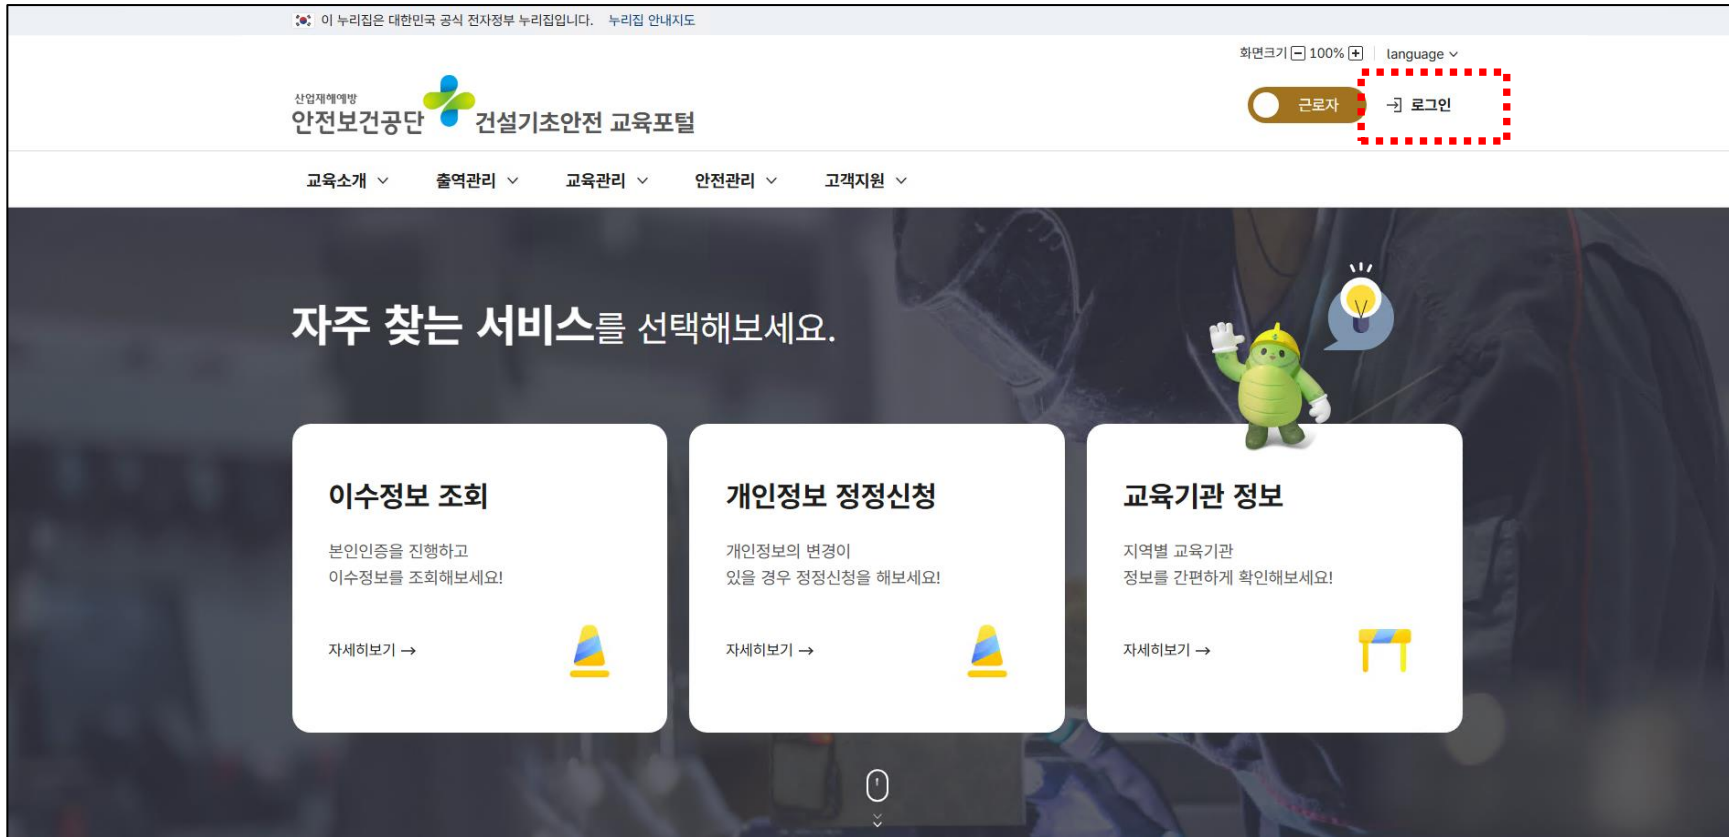 이 누리집은 대한민국 공식 전자정부 누리집입니다. 누리집 안내지도
화면크기 100% language
산업재해예방
안전보건공단 건설기초안전 교육포털
근로자 로그인
교육소개 출역관리 교육관리 안전관리 고객지원
자주 찾는 서비스를 선택해보세요.
이수정보 조회
본인인증을 진행하고
이수정보를 조회해보세요!
자세히보기 →
개인정보 정정신청
개인정보의 변경이
있을 경우 정정신청을 해보세요!
자세히보기 →
교육기관 정보
지역별 교육기관
정보를 간편하게 확인해보세요!
자세히보기 →